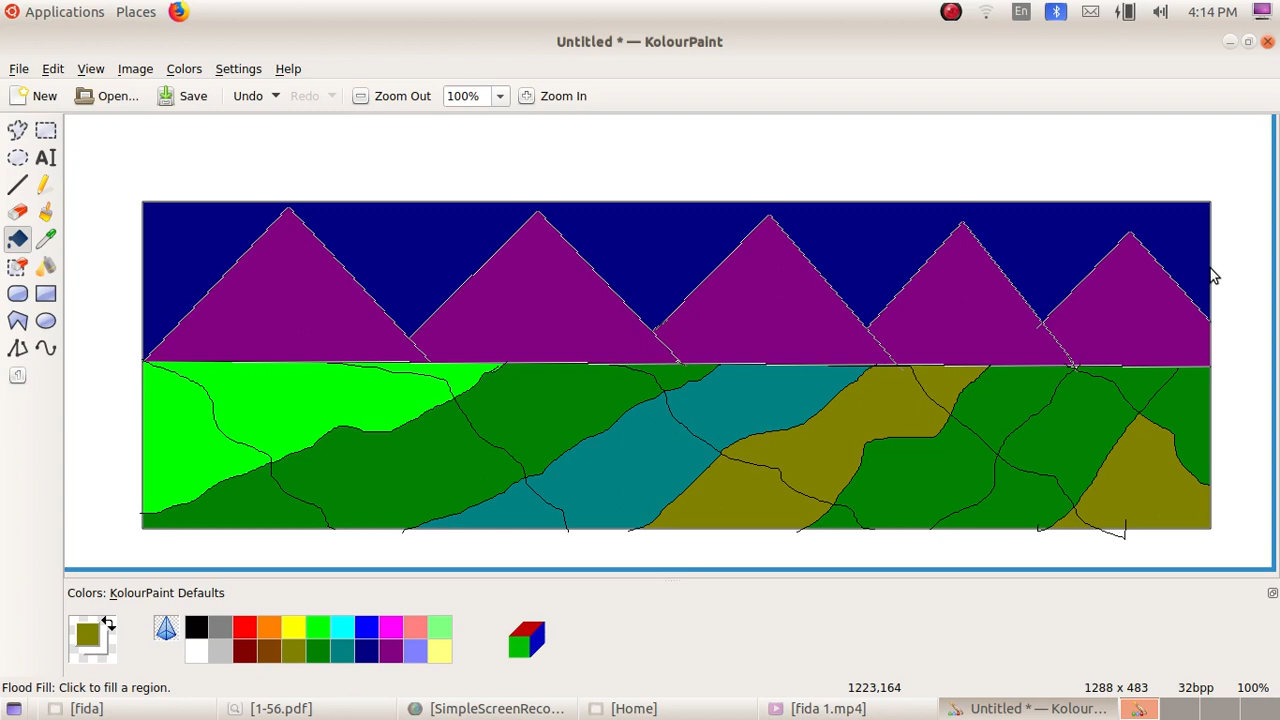 Applications Places En 4:14 PM
Untitled * — KolourPaint
File Edit View Image Colors Settings Help
New Open... Save Undo Redo Zoom Out 100% Zoom In
A
Colors: KolourPaint Defaults
Flood Fill: Click to fill a region. 1223,164 1288 x 483 32bpp 100%
[fida] [1-56.pdf] [SimpleScreenReco... [Home] [fida 1.mp4] Untitled * — Kolour...